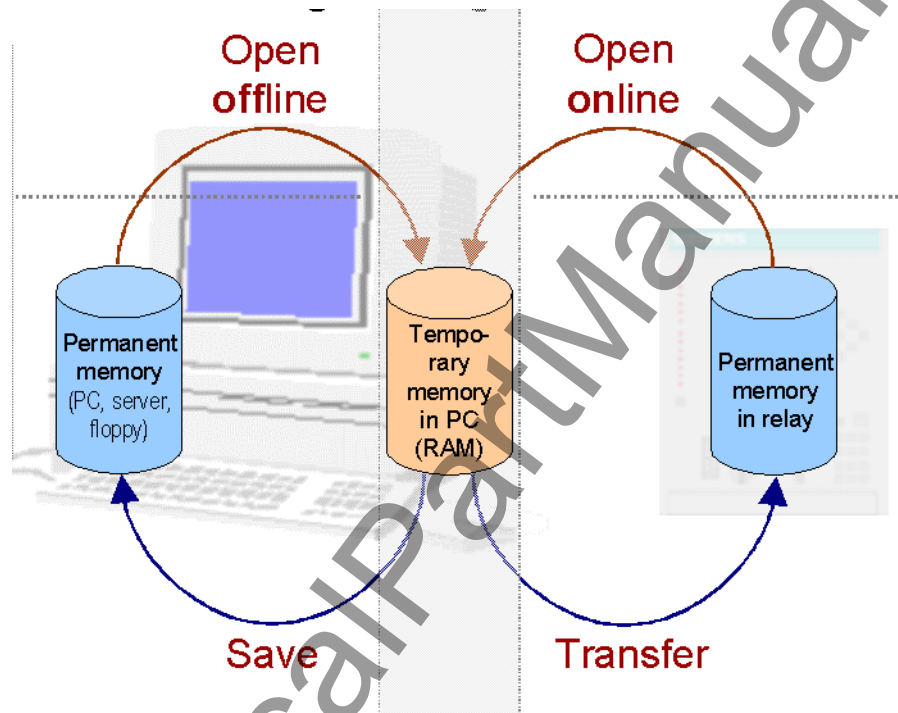 Open
offline
Open
online
Permanent
memory
(PC, server,
floppy)
Tempo-
rary
memory
in PC
(RAM)
Permanent
memory
in relay
Save
Transfer
calPartManual